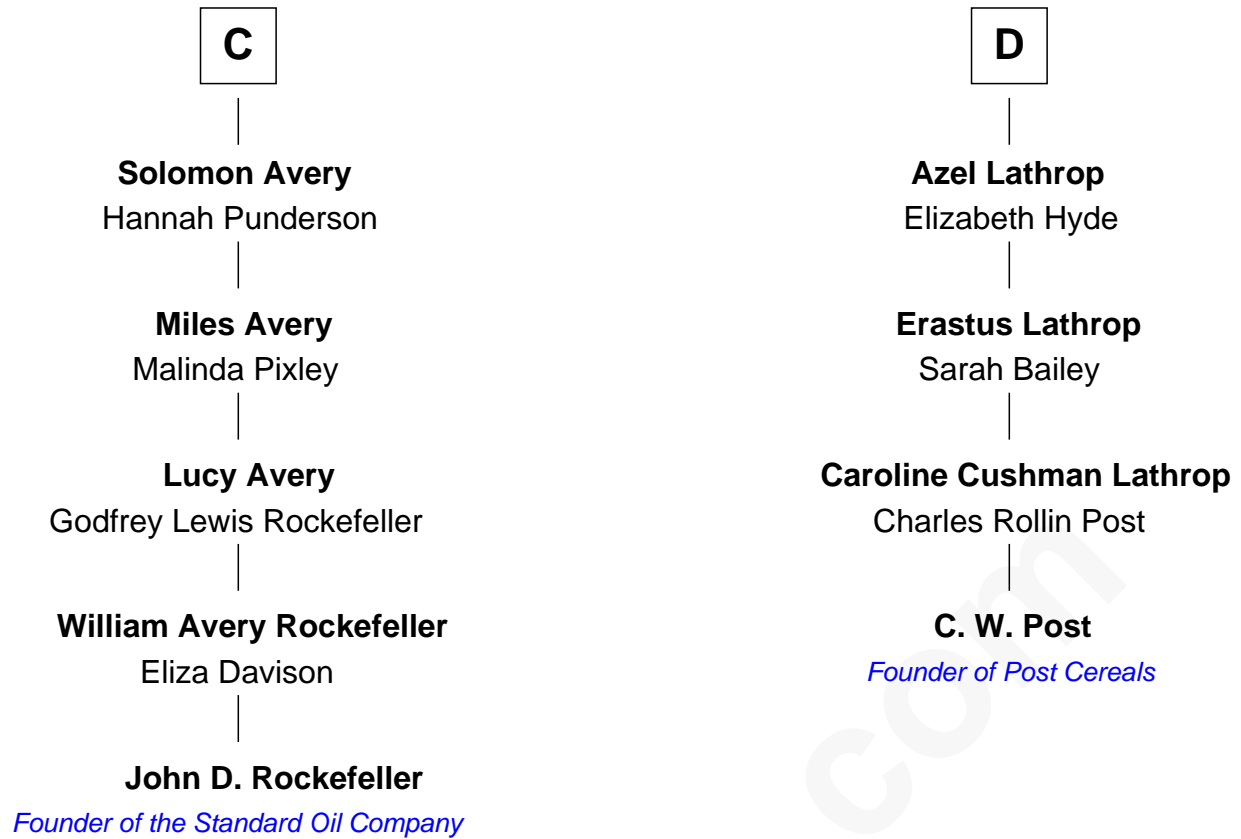 C
Solomon Avery
Hannah Punderson
Miles Avery
Malinda Pixley
Lucy Avery
Godfrey Lewis Rockefeller
William Avery Rockefeller
Eliza Davison
John D. Rockefeller
Founder of the Standard Oil Company
D
Azel Lathrop
Elizabeth Hyde
Erastus Lathrop
Sarah Bailey
Caroline Cushman Lathrop
Charles Rollin Post
C. W. Post
Founder of Post Cereals
com